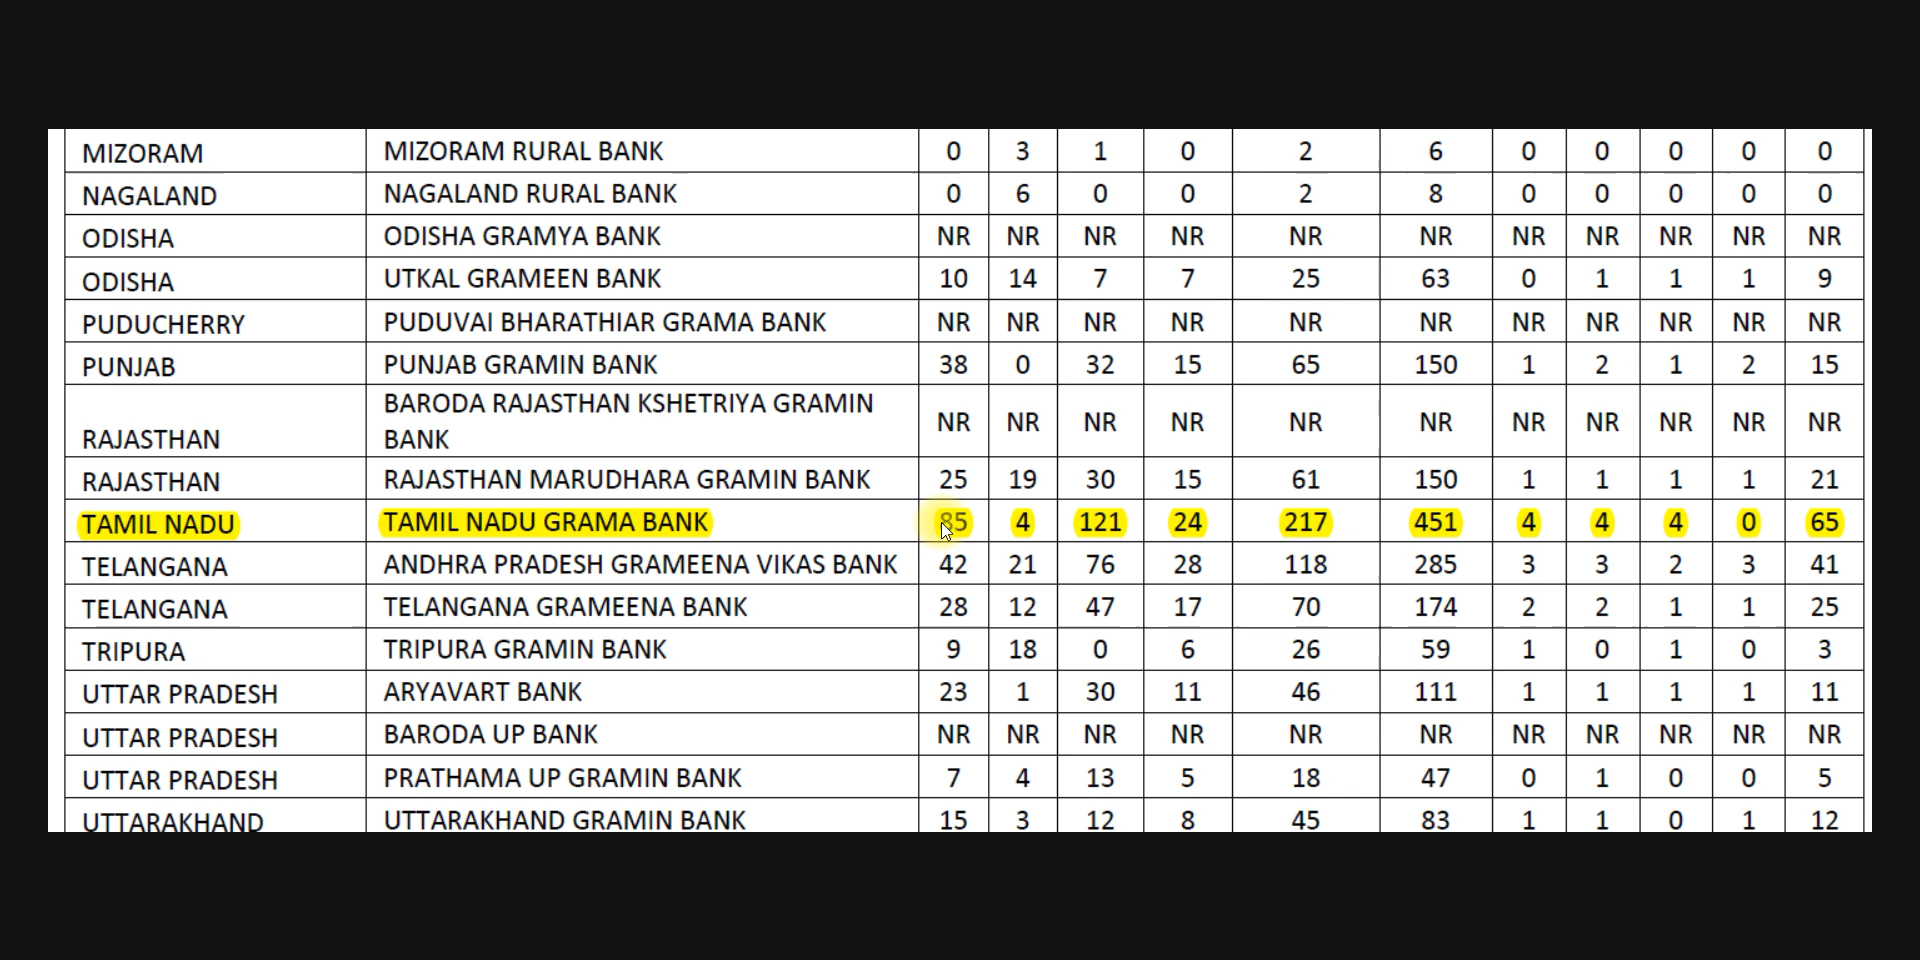 MIZORAM MIZORAM RURAL BANK 0 3 1 0 2 6 0 0 0 0 0
NAGALAND NAGALAND RURAL BANK 0 6 0 0 2 8 0 0 0 0 0
ODISHA ODISHA GRAMYA BANK NR NR NR NR NR NR NR NR NR NR NR
ODISHA UTKAL GRAMEEN BANK 10 14 7 7 25 63 0 1 1 1 9
PUDUCHERRY PUDUVAI BHARATHIAR GRAMA BANK NR NR NR NR NR NR NR NR NR NR NR
PUNJAB PUNJAB GRAMIN BANK 38 0 32 15 65 150 1 2 1 2 15
RAJASTHAN BARODA RAJASTHAN KSHETRIYA GRAMIN
BANK NR NR NR NR NR NR NR NR NR NR NR
RAJASTHAN RAJASTHAN MARUDHARA GRAMIN BANK 25 19 30 15 61 150 1 1 1 1 21
TAMIL NADU TAMIL NADU GRAMA BANK 85 4 121 24 217 451 4 4 4 0 65
TELANGANA ANDHRA PRADESH GRAMEENA VIKAS BANK 42 21 76 28 118 285 3 3 2 3 41
TELANGANA TELANGANA GRAMEENA BANK 28 12 47 17 70 174 2 2 1 1 25
TRIPURA TRIPURA GRAMIN BANK 9 18 0 6 26 59 1 0 1 0 3
UTTAR PRADESH ARYAVART BANK 23 1 30 11 46 111 1 1 1 1 11
UTTAR PRADESH BARODA UP BANK NR NR NR NR NR NR NR NR NR NR NR
UTTAR PRADESH PRATHAMA UP GRAMIN BANK 7 4 13 5 18 47 0 1 0 0 5
UTTARAKHAND UTTARAKHAND GRAMIN BANK 15 3 12 8 45 83 1 1 0 1 12